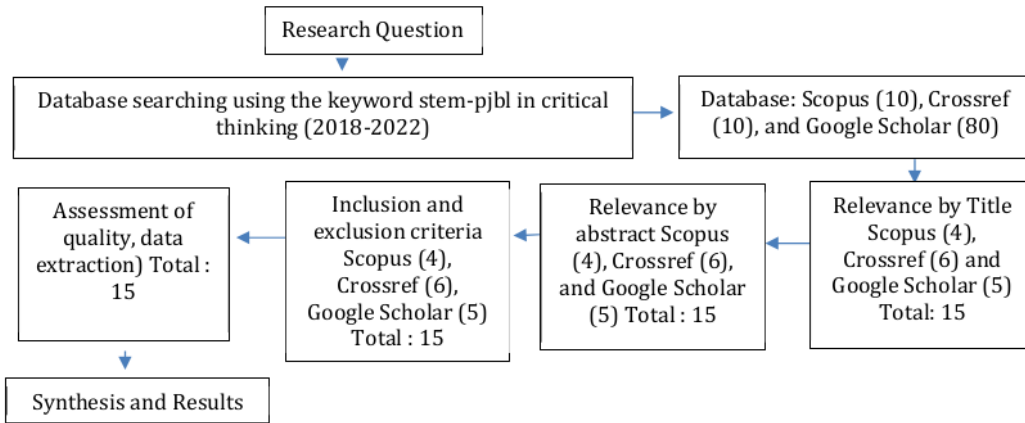 Research Question
Database searching using the keyword stem-pjbl in critical
thinking (2018-2022)
Database: Scopus (10), Crossref
(10), and Google Scholar (80)
Relevance by Title
Scopus (4),
Crossref (6) and
Google Scholar (5)
Total: 15
Relevance by
abstract Scopus
(4), Crossref (6),
and Google Scholar
(5) Total : 15
Inclusion and
exclusion criteria
Scopus (4),
Crossref (6),
Google Scholar (5)
Total : 15
Assessment of
quality, data
extraction) Total :
15
Synthesis and Results